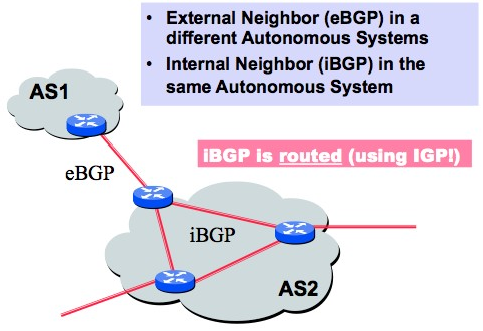 • External Neighbor (eBGP) in a
different Autonomous Systems
• Internal Neighbor (iBGP) in the
same Autonomous System
AS1
iBGP is routed (using IGP!)
eBGP
iBGP
AS2